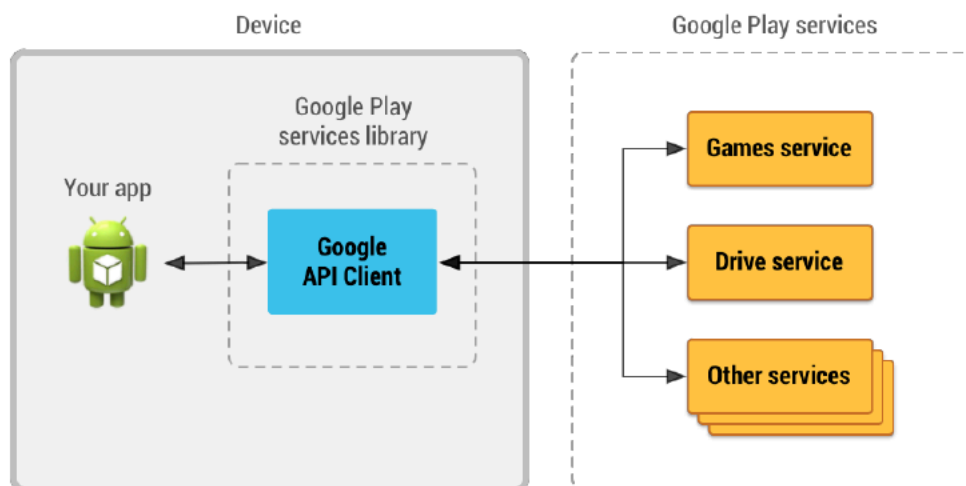 Device
Google Play services
Google Play
services library
Your app
Google
API Client
Games service
Drive service
Other services